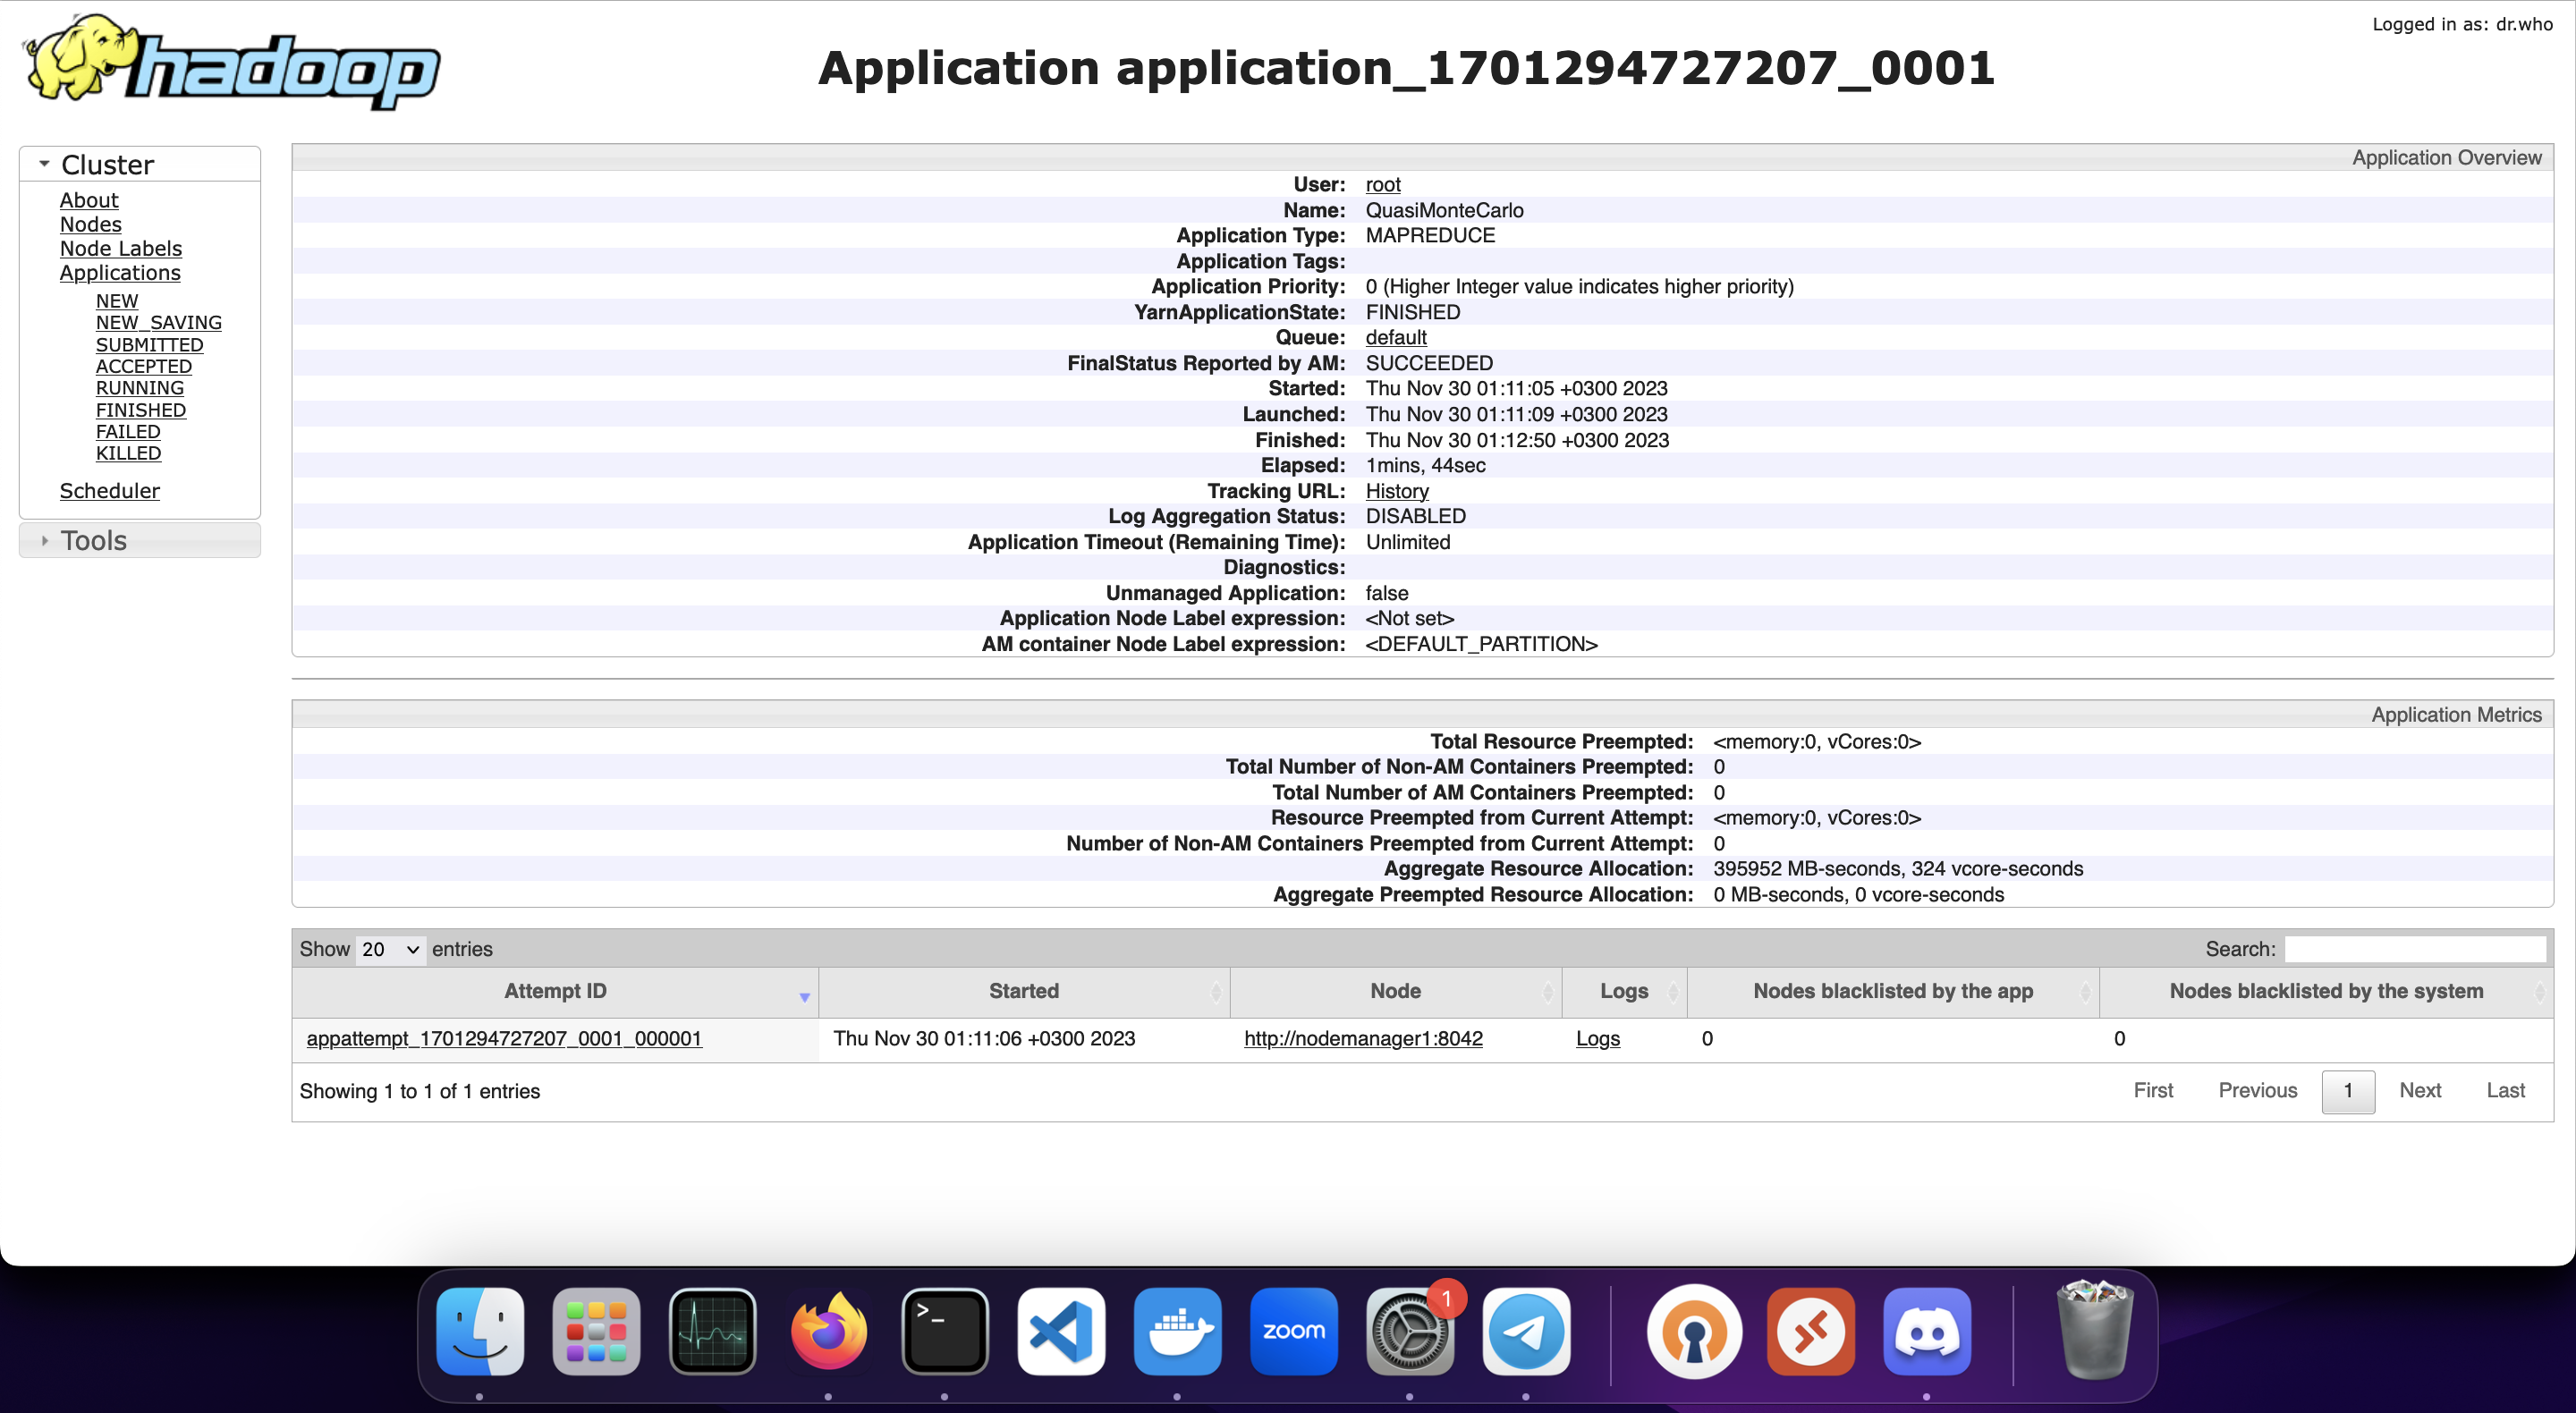 hadoop
Logged in as: dr.who
Application application_1701294727207_0001
Cluster
About
Nodes
Node Labels
Applications
NEW
NEW_SAVING
SUBMITTED
ACCEPTED
RUNNING
FINISHED
FAILED
KILLED
Scheduler
Tools
Application Overview
User: root
Name: QuasiMonteCarlo
Application Type: MAPREDUCE
Application Tags:
Application Priority: 0 (Higher Integer value indicates higher priority)
YarnApplicationState: FINISHED
Queue: default
FinalStatus Reported by AM: SUCCEEDED
Started: Thu Nov 30 01:11:05 +0300 2023
Launched: Thu Nov 30 01:11:09 +0300 2023
Finished: Thu Nov 30 01:12:50 +0300 2023
Elapsed: 1mins, 44sec
Tracking URL: History
Log Aggregation Status: DISABLED
Application Timeout (Remaining Time): Unlimited
Diagnostics:
Unmanaged Application: false
Application Node Label expression: <Not set>
AM container Node Label expression: <DEFAULT_PARTITION>
Application Metrics
Total Resource Preempted: <memory:0, vCores:0>
Total Number of Non-AM Containers Preempted: 0
Total Number of AM Containers Preempted: 0
Resource Preempted from Current Attempt: <memory:0, vCores:0>
Number of Non-AM Containers Preempted from Current Attempt: 0
Aggregate Resource Allocation: 395952 MB-seconds, 324 vcore-seconds
Aggregate Preempted Resource Allocation: 0 MB-seconds, 0 vcore-seconds
Show 20 entries Search:
Attempt ID Started Node Logs Nodes blacklisted by the app Nodes blacklisted by the system
appattempt_1701294727207_0001_000001 Thu Nov 30 01:11:06 +0300 2023 http://nodemanager1:8042 Logs 0 0
Showing 1 to 1 of 1 entries First Previous 1 Next Last
>_ zoom 1